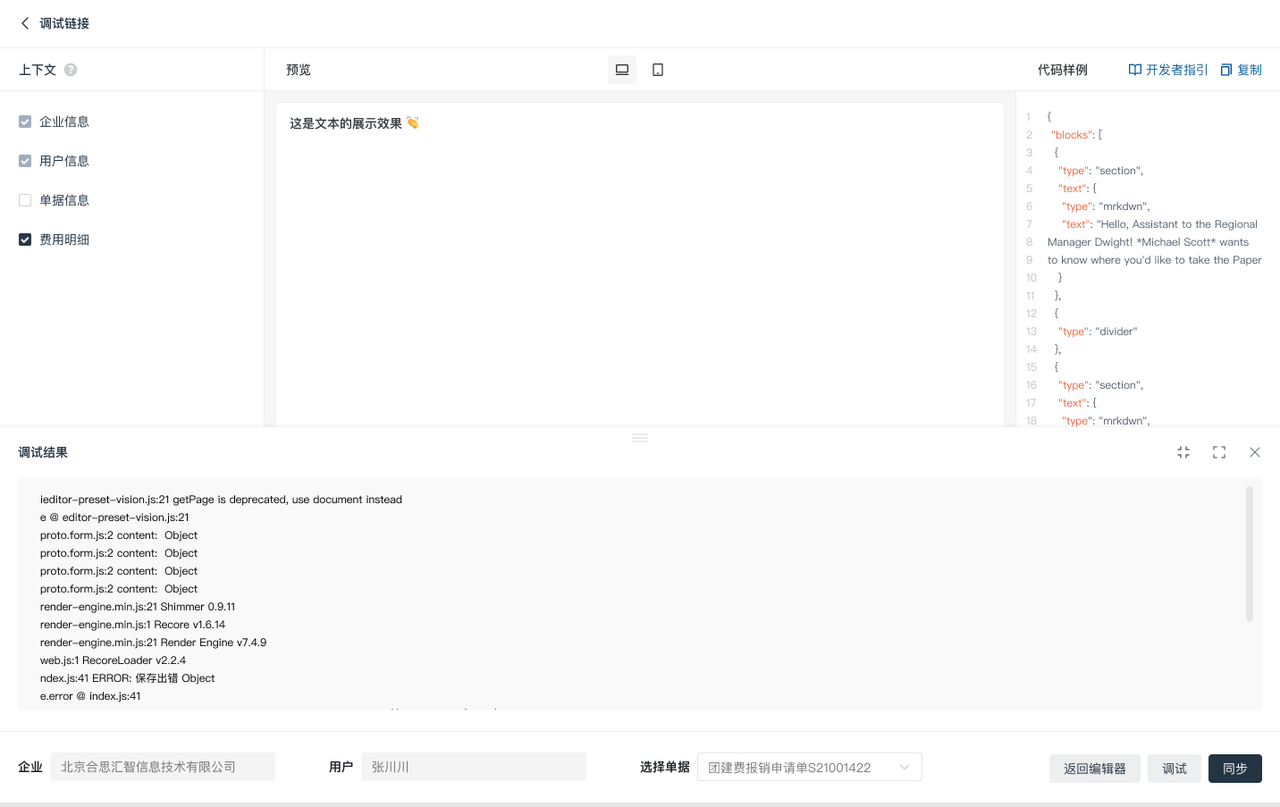 调试链接
上下文 ?
企业信息
用户信息
单据信息
费用明细
预览
这是文本的展示效果 👏
代码样例
开发者指引
复制
1 {
2 "blocks": [
3 {
4 "type": "section",
5 "text": {
6 "type": "mrkdwn",
7 "text": "Hello, Assistant to the Regional
8 Manager Dwight! *Michael Scott* wants
9 to know where you'd like to take the Paper
10 }
11 },
12 {
13 "type": "divider"
14 },
15 {
16 "type": "section",
17 "text": {
18 "type": "mrkdwn",
调试结果
ieditor-preset-vision.js:21 getPage is deprecated, use document instead
e @ editor-preset-vision.js:21
proto.form.js:2 content: Object
proto.form.js:2 content: Object
proto.form.js:2 content: Object
proto.form.js:2 content: Object
render-engine.min.js:21 Shimmer 0.9.11
render-engine.min.js:1 Recore v1.6.14
render-engine.min.js:21 Render Engine v7.4.9
web.js:1 RecoreLoader v2.2.4
ndex.js:41 ERROR: 保存出错 Object
e.error @ index.js:41
企业 北京合思汇智信息技术有限公司
用户 张川川
选择单据 团建费报销申请单S21001422
返回编辑器
调试
同步